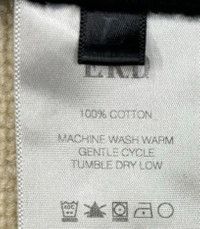 E.R.D
100% COTTON
MACHINE WASH WARM
GENTLE CYCLE
TUMBLE DRY LOW